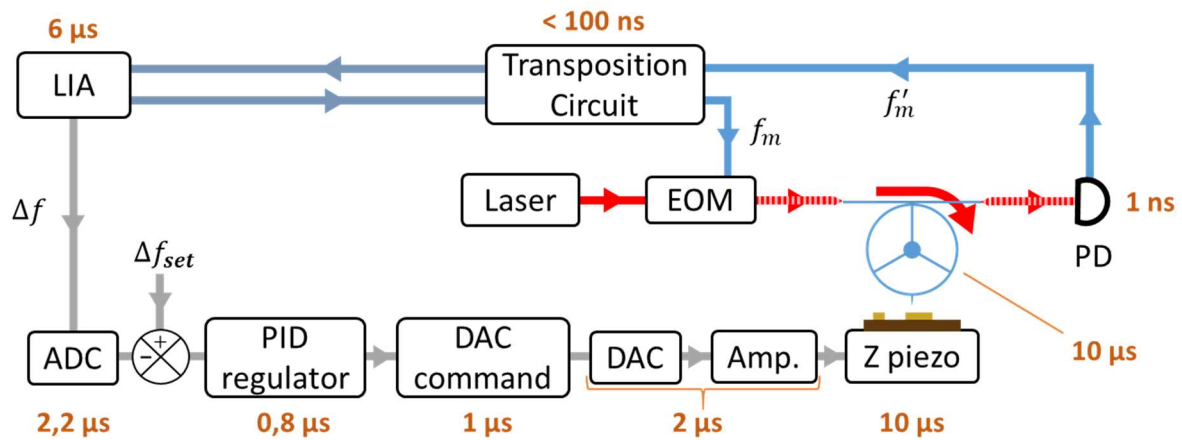 6 µs
< 100 ns
LIA
Transposition
Circuit
f′m
fm
Laser
EOM
1 ns
PD
Δf
Δfset
+
−
ADC
PID
regulator
DAC
command
DAC
Amp.
Z piezo
10 µs
2,2 µs
0,8 µs
1 µs
2 µs
10 µs